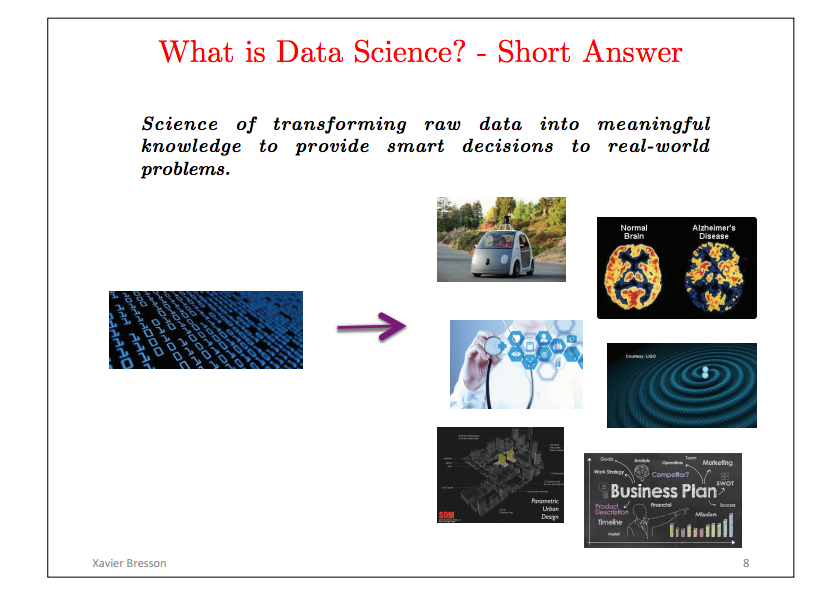 What is Data Science? - Short Answer
Science of transforming raw data into meaningful
knowledge to provide smart decisions to real-world
problems.
Normal
Brain
Alzheimer's
Disease
Courtesy: LIGO
SOM
Parametric
Urban
Design
Goals
Analysis
Operations
Team
Marketing
Work Strategy
Competitor?
SWOT
Business Plan
Product
Description
Financial
Success
Timeline
Mission
Market
Xavier Bresson
8